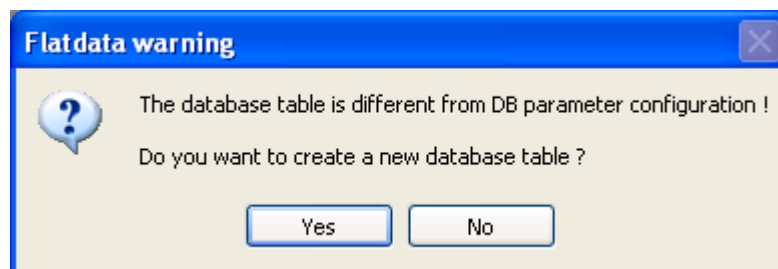 Flatdata warning
The database table is different from DB parameter configuration !
Do you want to create a new database table ?
Yes
No